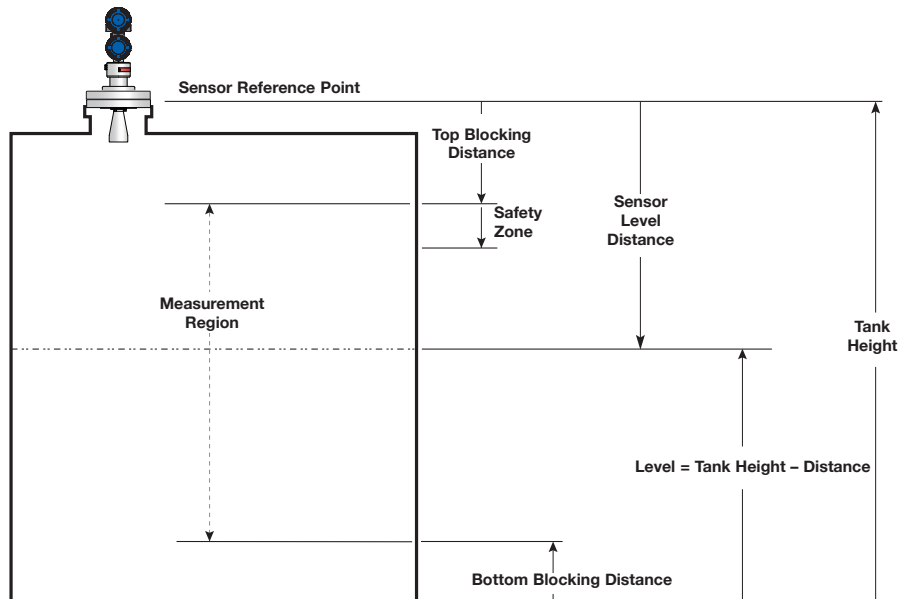 Sensor Reference Point
Top Blocking
Distance
Safety
Zone
Sensor
Level
Distance
Measurement
Region
Tank
Height
Level = Tank Height – Distance
Bottom Blocking Distance